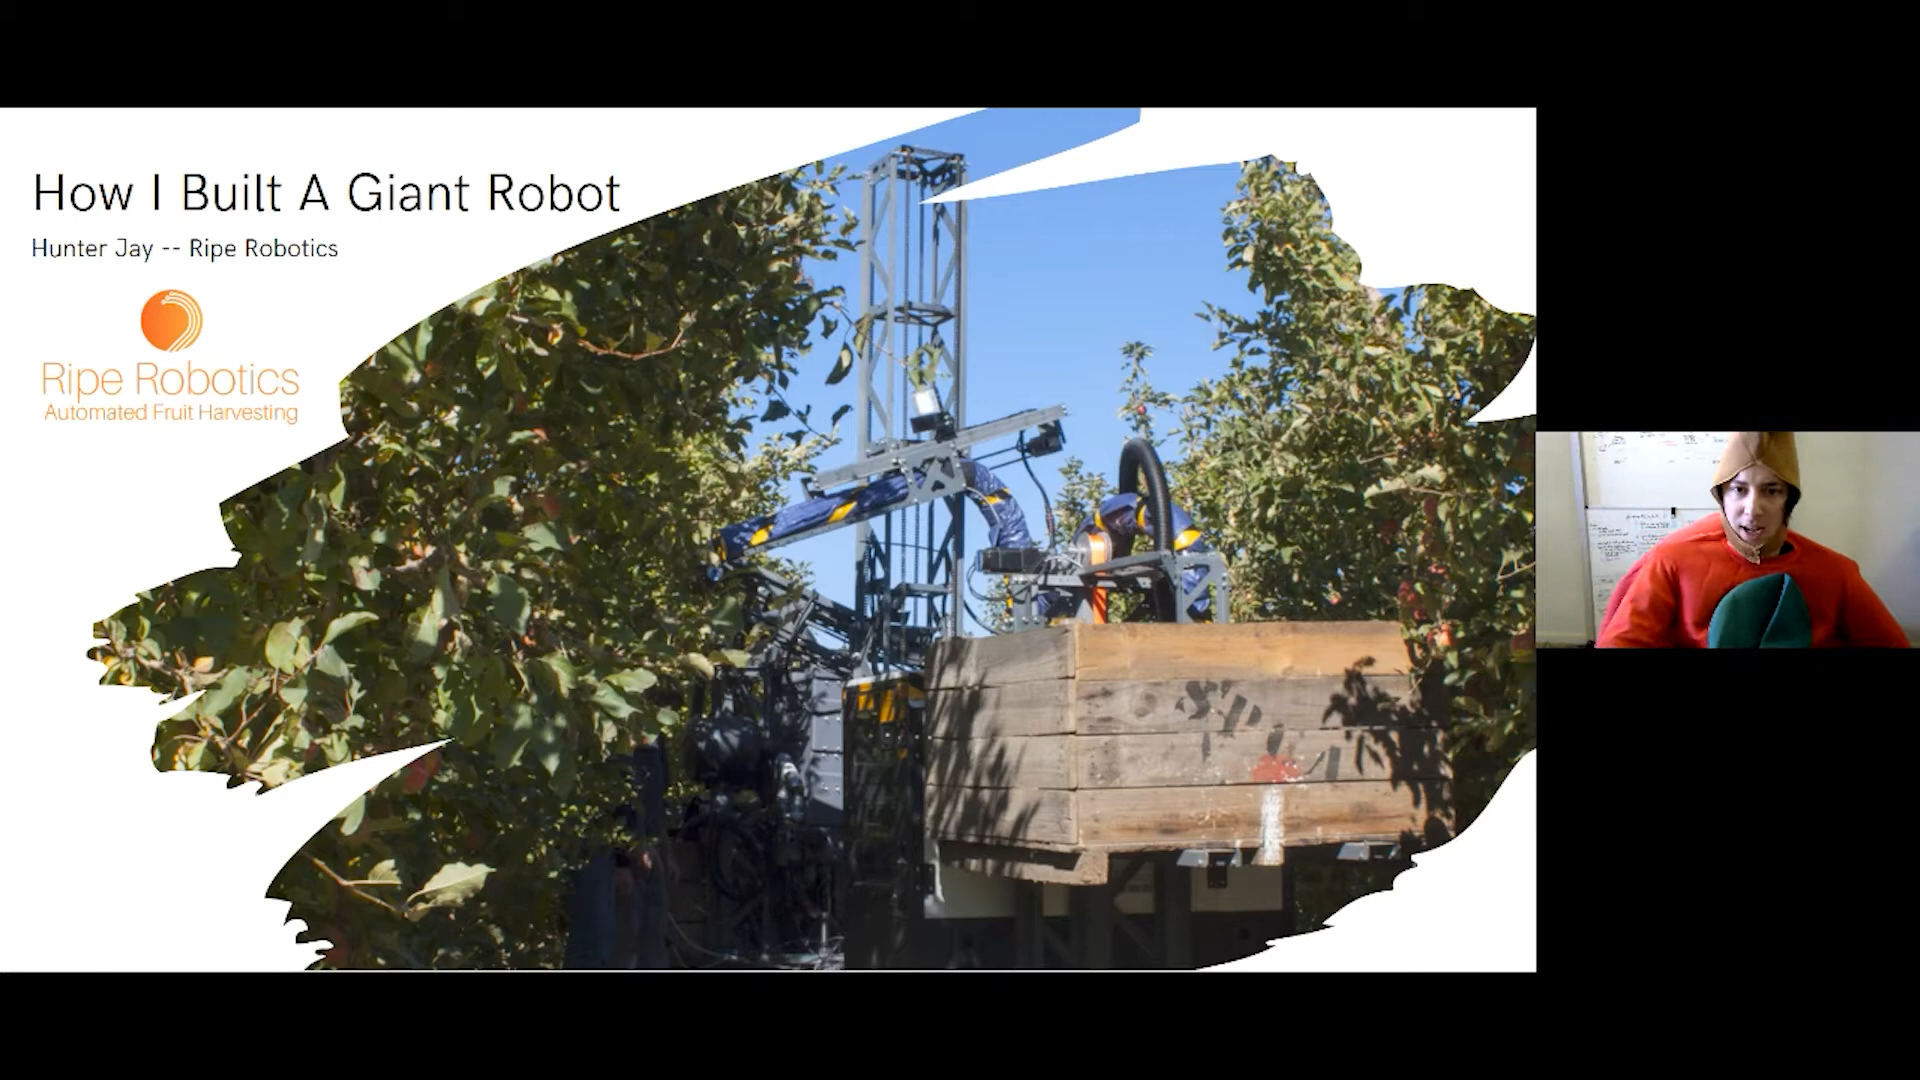 How I Built A Giant Robot
Hunter Jay -- Ripe Robotics
Ripe Robotics
Automated Fruit Harvesting